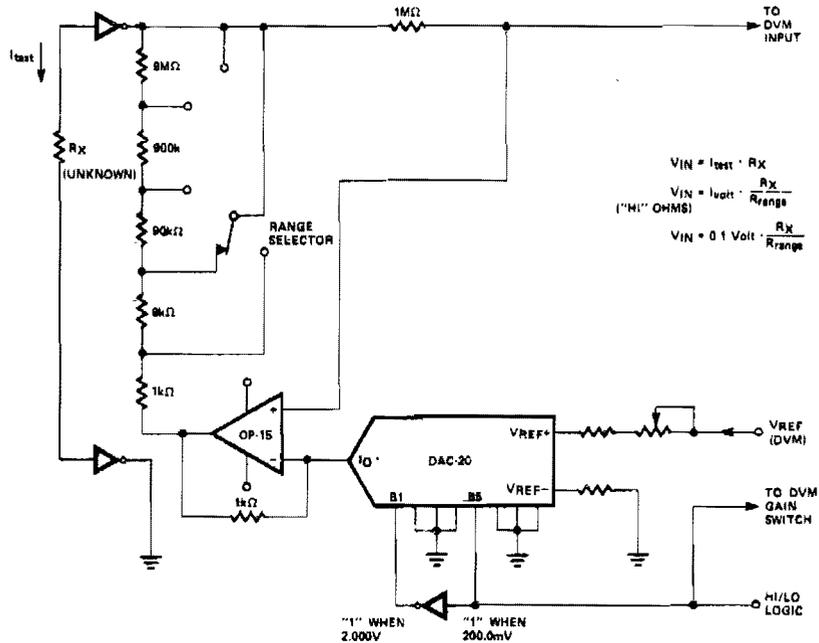 TO
DVM
INPUT
1MΩ
Itest
9MΩ
RX
(UNKNOWN)
900k
90kΩ
RANGE
SELECTOR
VIN = Itest · RX
VIN = Ivolt · RX/Rrange
("HI" OHMS)
VIN = 0 1 Volt · RX/Rrange
9kΩ
1kΩ
+
OP-15
−
1kΩ
IO
DAC-20
VREF+
VREF−
B1
B5
VREF
(DVM)
TO DVM
GAIN
SWITCH
HI/LO
LOGIC
"1" WHEN
2.000V
"1" WHEN
200.0mV